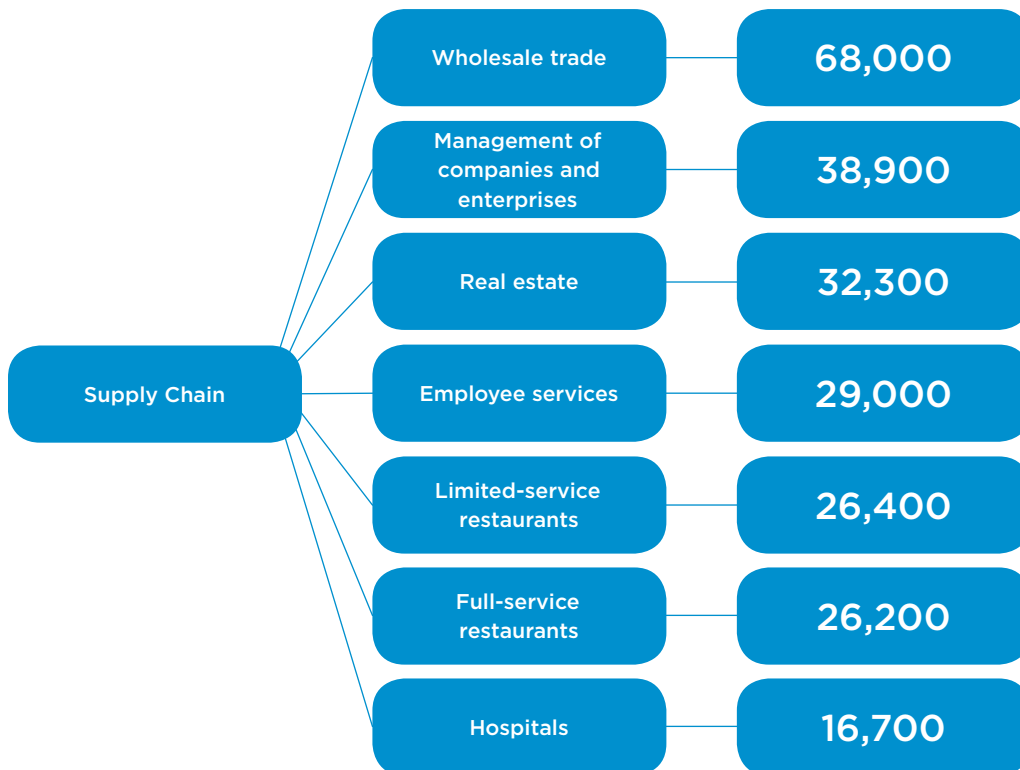 Wholesale trade
68,000
Management of
companies and
enterprises
38,900
Real estate
32,300
Supply Chain
Employee services
29,000
Limited-service
restaurants
26,400
Full-service
restaurants
26,200
Hospitals
16,700